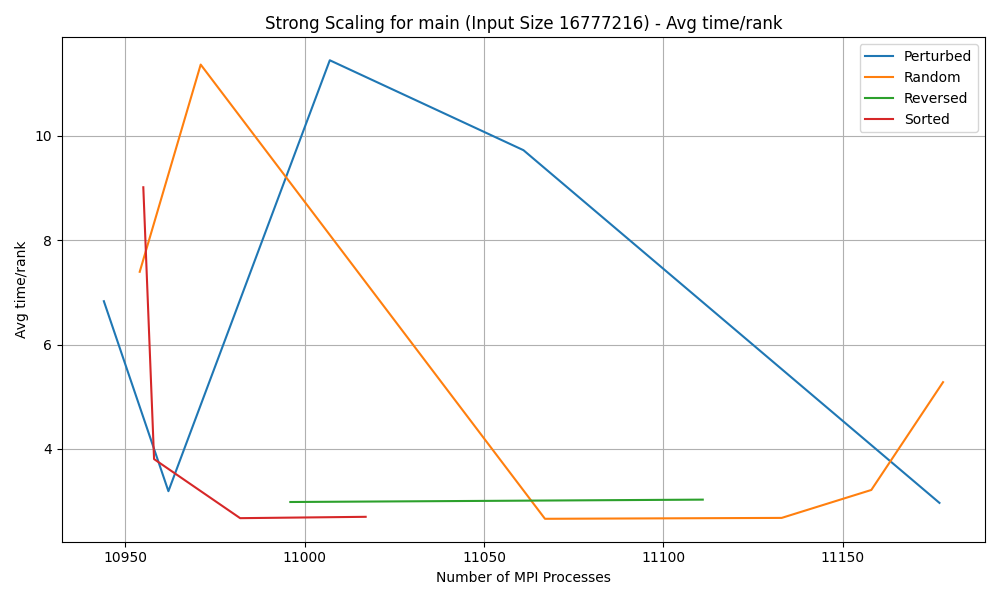 Strong Scaling for main (Input Size 16777216) - Avg time/rank
Perturbed
Random
Reversed
Sorted
Avg time/rank
10
8
6
4
10950
11000
11050
11100
11150
Number of MPI Processes